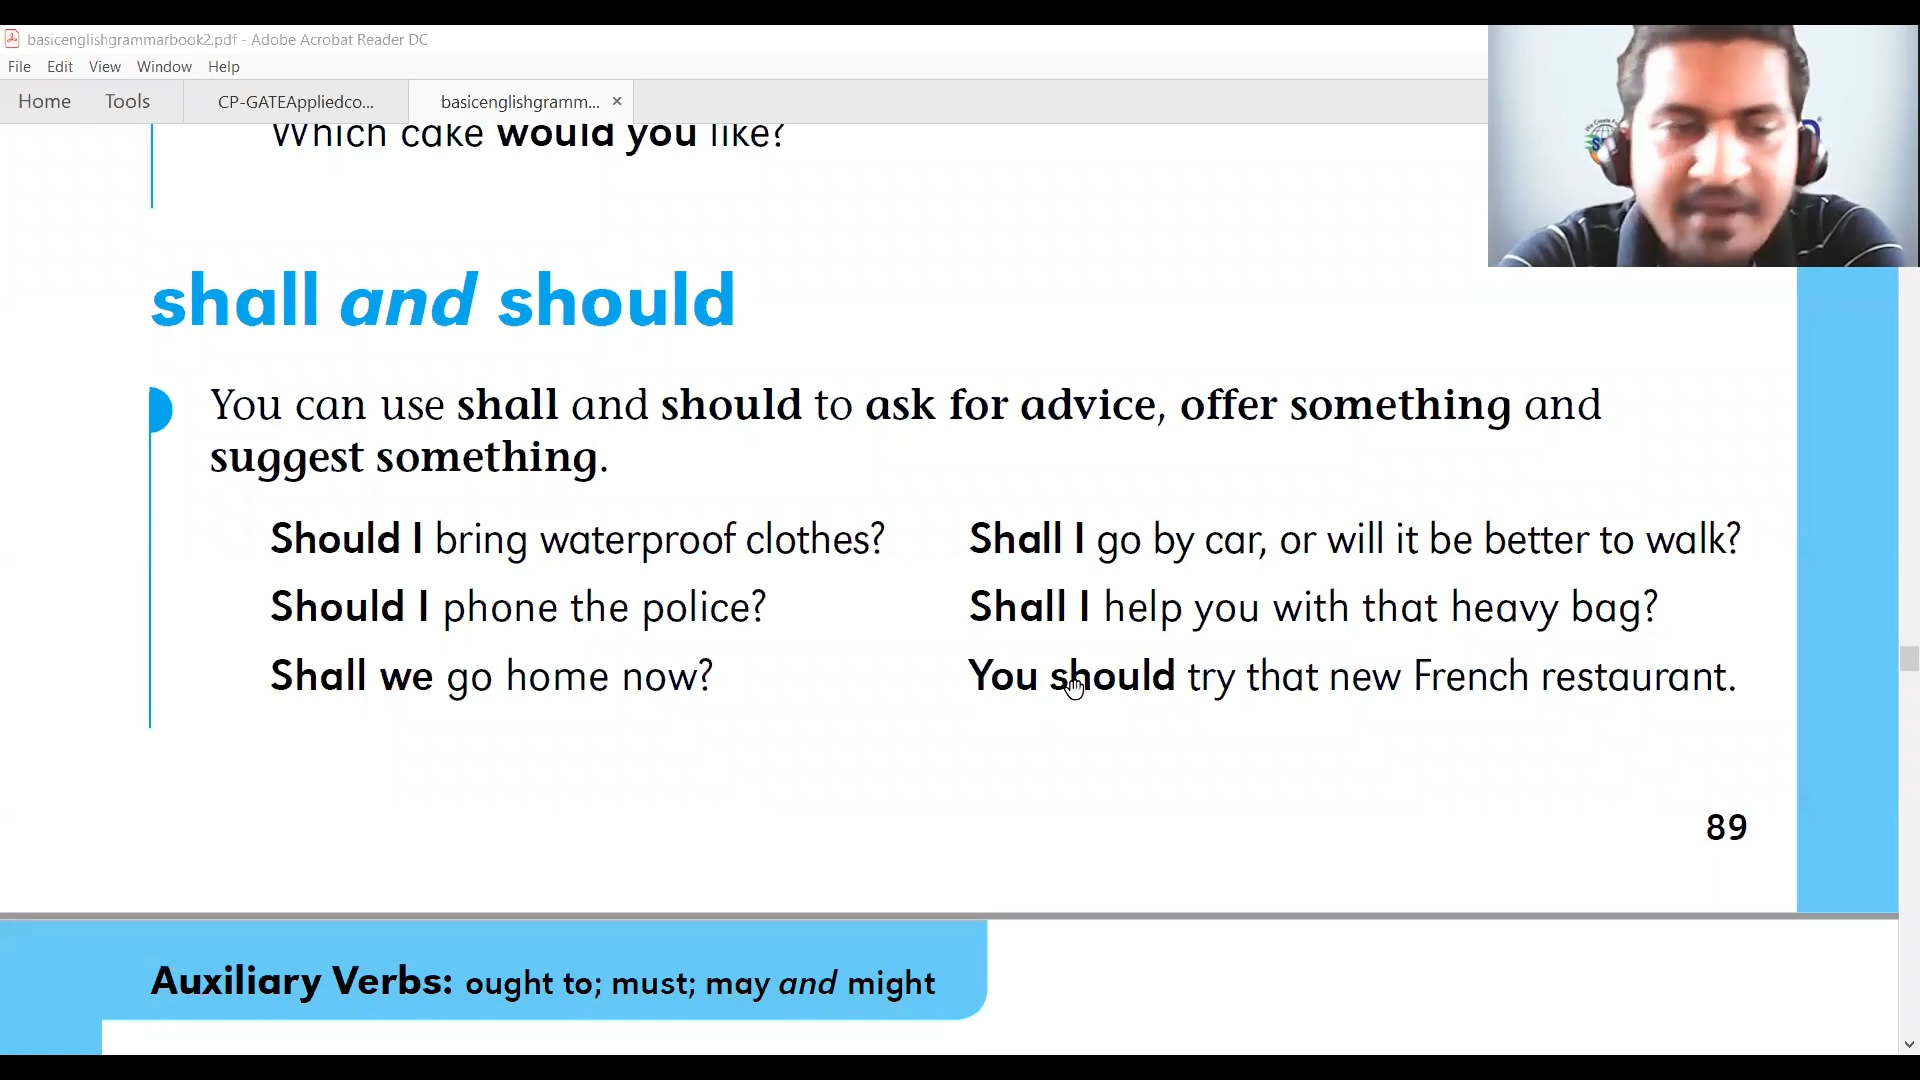 basicenglishgrammarbook2.pdf - Adobe Acrobat Reader DC
File Edit View Window Help
Home Tools CP-GATEAppliedco... basicenglishgramm... ×
Which cake would you like?
shall and should
You can use shall and should to ask for advice, offer something and
suggest something.
Should I bring waterproof clothes? Shall I go by car, or will it be better to walk?
Should I phone the police? Shall I help you with that heavy bag?
Shall we go home now? You should try that new French restaurant.
89
Auxiliary Verbs: ought to; must; may and might